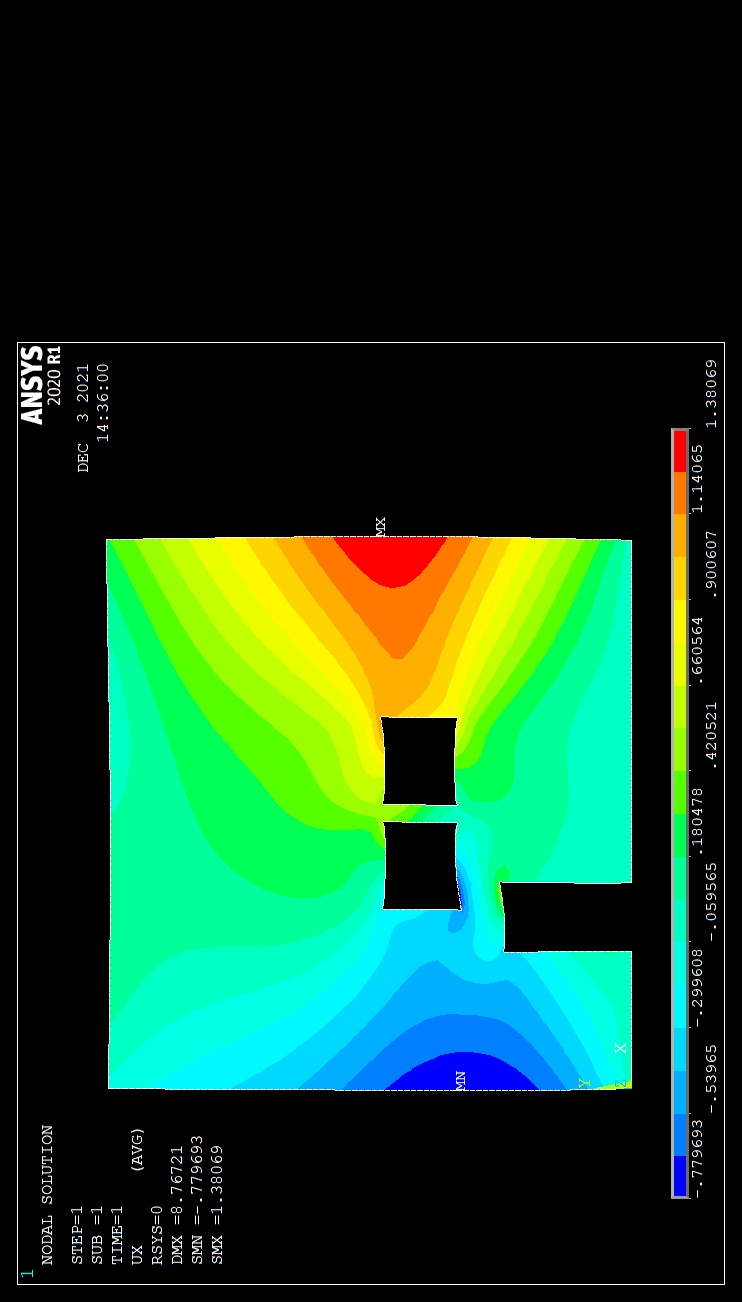 1
NODAL SOLUTION
STEP=1
SUB =1
TIME=1
UX (AVG)
RSYS=0
DMX =8.76721
SMN =-.779693
SMX =1.38069
ANSYS
2020 R1
DEC 3 2021
14:36:00
MX
MN
Y
Z X
-.779693 -.53965 -.299608 -.059565 .180478 .420521 .660564 .900607 1.14065 1.38069